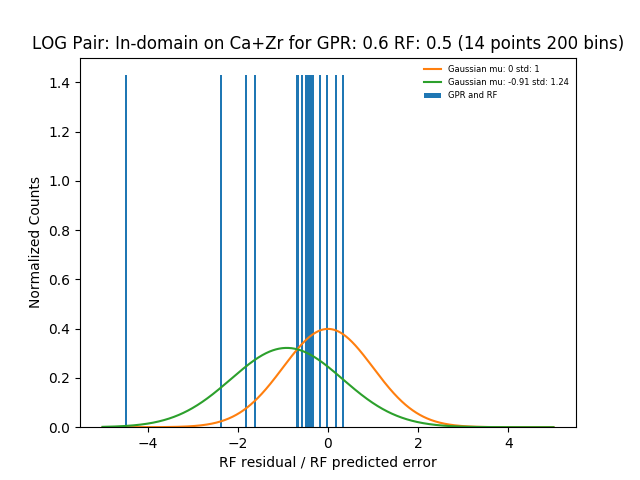 LOG Pair: In-domain on Ca+Zr for GPR: 0.6 RF: 0.5 (14 points 200 bins)
Gaussian mu: 0 std: 1
Gaussian mu: -0.91 std: 1.24
GPR and RF
Normalized Counts
1.4
1.2
1.0
0.8
0.6
0.4
0.2
0.0
−4 −2 0 2 4
RF residual / RF predicted error